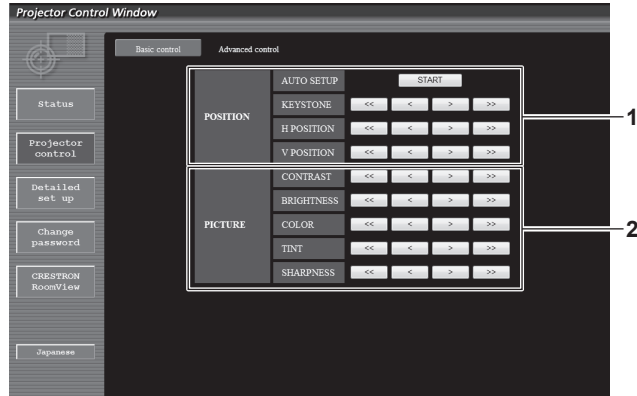 Projector Control Window
Basic control Advanced control
Status
Projector control
Detailed set up
Change password
CRESTRON RoomView
Japanese
POSITION
AUTO SETUP START
KEYSTONE << < > >>
H POSITION << < > >>
V POSITION << < > >>
PICTURE
CONTRAST << < > >>
BRIGHTNESS << < > >>
COLOR << < > >>
TINT << < > >>
SHARPNESS << < > >>
1
2